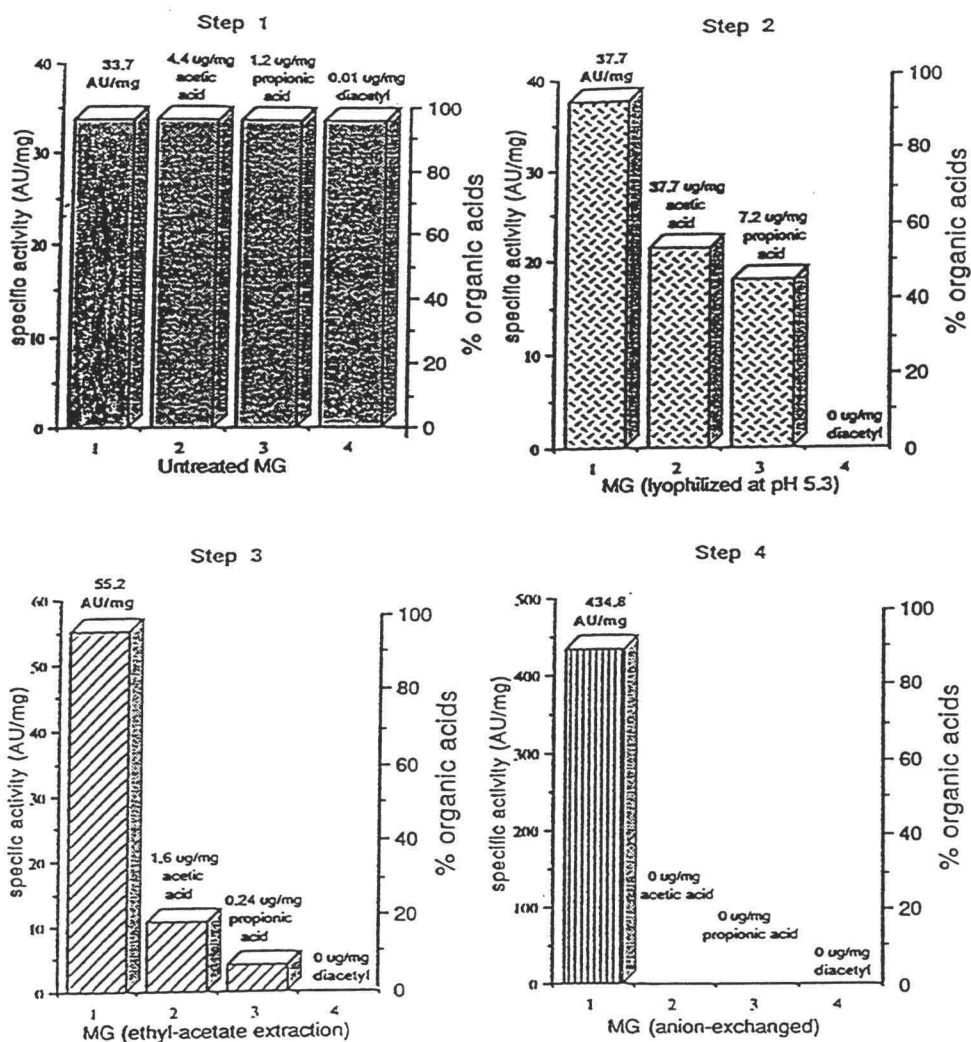 Step 1
33.7
AU/mg
4.4 ug/mg
acetic
acid
1.2 ug/mg
propionic
acid
0.01 ug/mg
diacetyl
40
30
20
10
0
specific activity (AU/mg)
100
80
60
40
20
0
% organic acids
1 2 3 4
Untreated MG
Step 2
37.7
AU/mg
37.7 ug/mg
acetic
acid
7.2 ug/mg
propionic
acid
0 ug/mg
diacetyl
40
30
20
10
0
specific activity (AU/mg)
100
80
60
40
20
0
% organic acids
1 2 3 4
MG (lyophilized at pH 5.3)
Step 3
55.2
AU/mg
1.6 ug/mg
acetic
acid
0.24 ug/mg
propionic
acid
0 ug/mg
diacetyl
60
50
40
30
20
10
0
specific activity (AU/mg)
100
80
60
40
20
0
% organic acids
1 2 3 4
MG (ethyl-acetate extraction)
Step 4
434.8
AU/mg
0 ug/mg
acetic acid
0 ug/mg
propionic acid
0 ug/mg
diacetyl
500
400
300
200
100
0
specific activity (AU/mg)
100
80
60
40
20
0
% organic acids
1 2 3 4
MG (anion-exchanged)